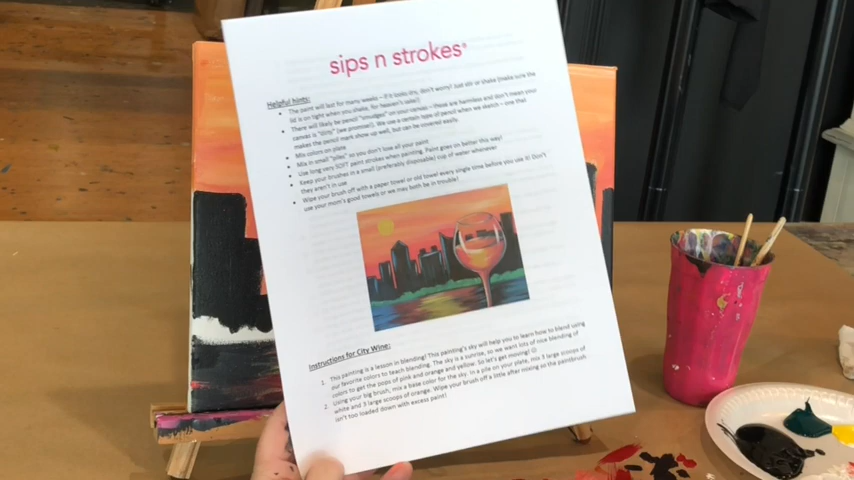 sips n strokes®
Helpful hints:
• The paint will last for many weeks – if it looks dry, don't worry! Just stir or shake (make sure the
lid is on tight when you shake, for heaven's sake!)
• There will likely be pencil "smudges" on your canvas – those are harmless and don't mean your
canvas is "dirty" (we promise!). We use a certain type of pencil when we sketch – one that
makes the pencil mark show up well, but can be covered easily.
• Mix colors on plate
• Mix in small "piles" so you don't lose all your paint
• Use long very SOFT paint strokes when painting. Paint goes on better this way!
• Keep your brushes in a small (preferably disposable) cup of water whenever
they aren't in use
• Wipe your brush off with a paper towel or old towel every single time before you use it! Don't
use your mom's good towels or we may both be in trouble!
Instructions for City Wine:
1. This painting is a lesson in blending! This painting's sky will help you to learn how to blend using
our favorite colors to teach blending. The sky is a sunrise, so we want lots of nice blending of
colors to get the pops of pink and orange and yellow. So let's get moving!
2. Using your big brush, mix a base color for the sky. In a pile on your plate, mix 3 large scoops of
white and 3 large scoops of orange. Wipe your brush off a little after mixing so the paintbrush
isn't too loaded down with excess paint!